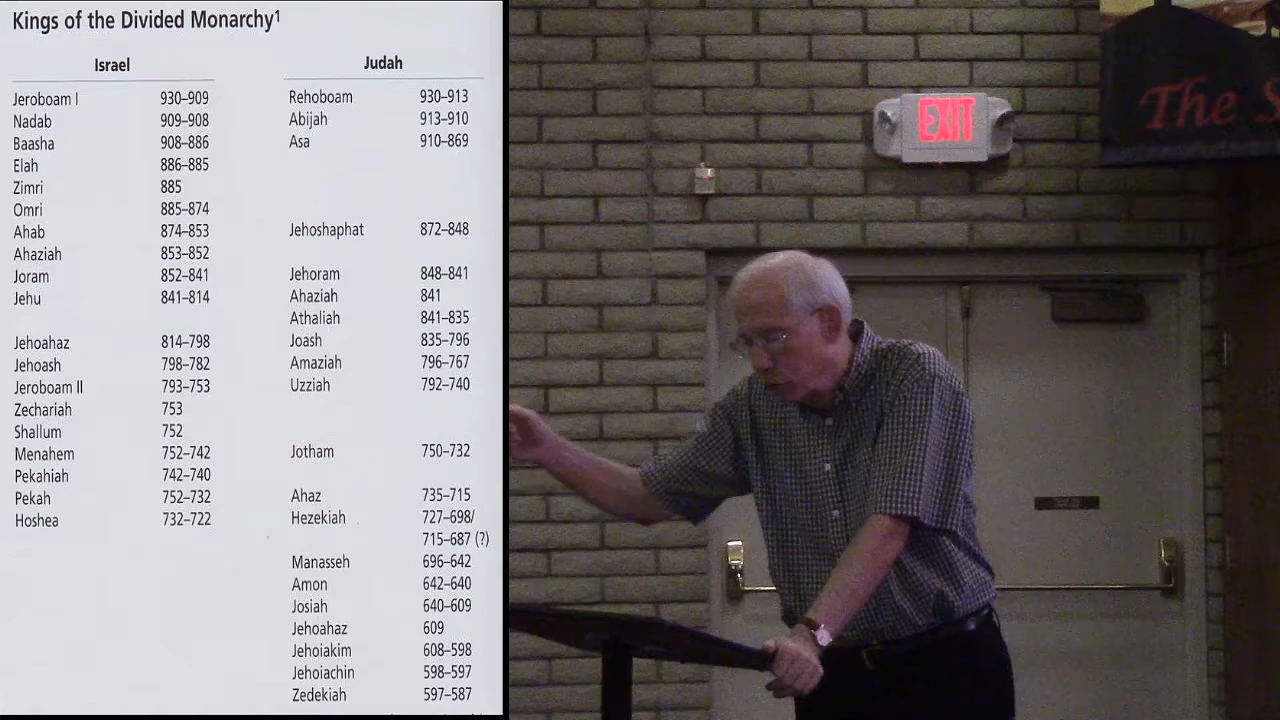 Kings of the Divided Monarchy¹
Israel
Jeroboam I 930–909
Nadab 909–908
Baasha 908–886
Elah 886–885
Zimri 885
Omri 885–874
Ahab 874–853
Ahaziah 853–852
Joram 852–841
Jehu 841–814
Jehoahaz 814–798
Jehoash 798–782
Jeroboam II 793–753
Zechariah 753
Shallum 752
Menahem 752–742
Pekahiah 742–740
Pekah 752–732
Hoshea 732–722
Judah
Rehoboam 930–913
Abijah 913–910
Asa 910–869
Jehoshaphat 872–848
Jehoram 848–841
Ahaziah 841
Athaliah 841–835
Joash 835–796
Amaziah 796–767
Uzziah 792–740
Jotham 750–732
Ahaz 735–715
Hezekiah 727–698/
715–687 (?)
Manasseh 696–642
Amon 642–640
Josiah 640–609
Jehoahaz 609
Jehoiakim 608–598
Jehoiachin 598–597
Zedekiah 597–587
EXIT
The S